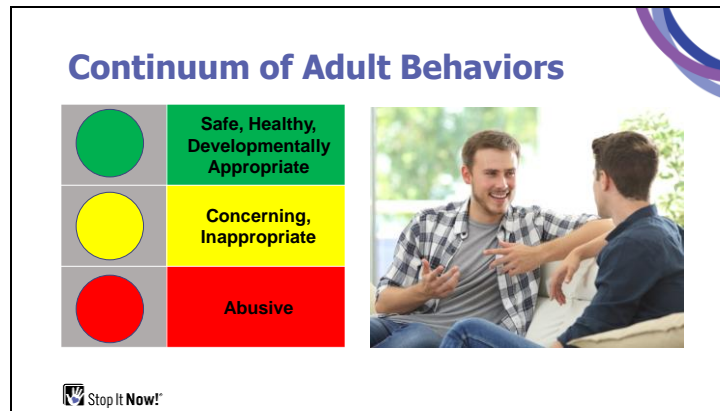 Continuum of Adult Behaviors
Safe, Healthy,
Developmentally
Appropriate
Concerning,
Inappropriate
Abusive
Stop It Now!®